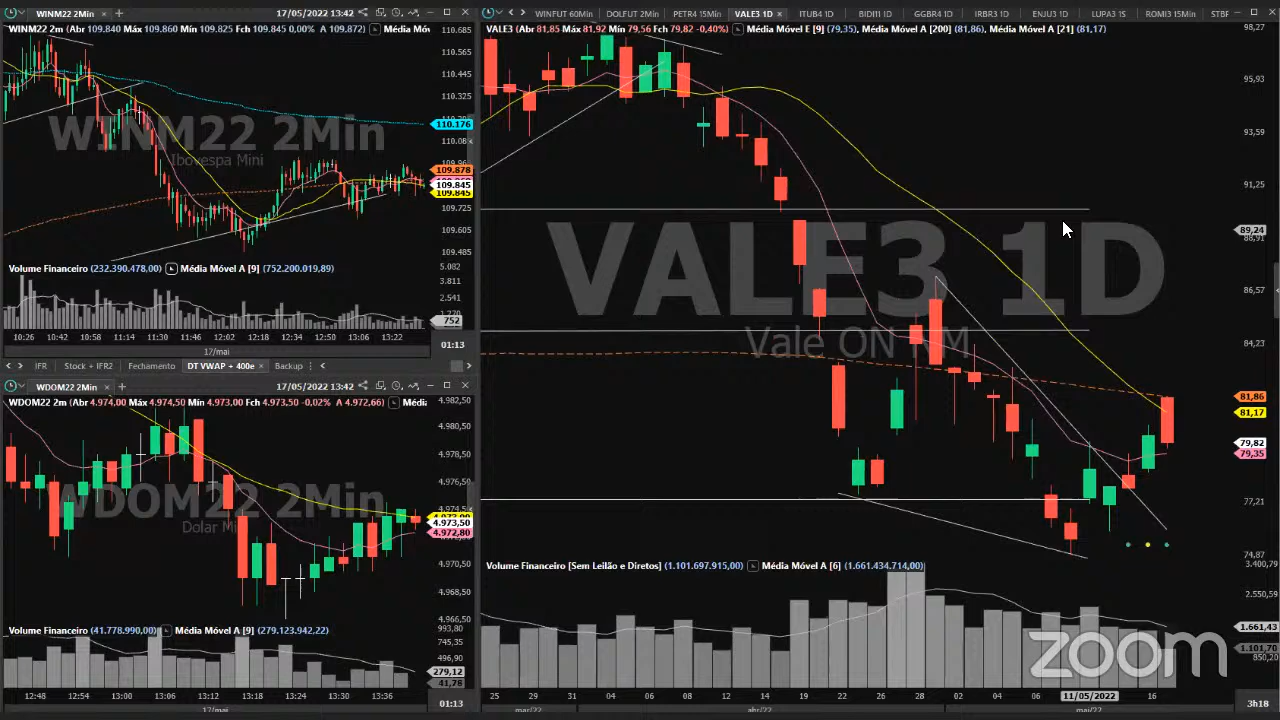 WINM22 2Min
17/05/2022 13:42
WINM22 2m (Abr 109.840 Máx 109.860 Mín 109.825 Fch 109.845 0,00% A 109.872)
Média Móv
110.685
110.565
110.445
110.325
110.176
110.08
109.96
109.878
109.845
109.845
109.725
109.605
109.485
WINM22 2Min
Ibovespa Mini
Volume Financeiro (232.390.478,00) Média Móvel A [9] (752.200.019,89)
5.082
3.811
2.541
752
10:26 10:42 10:58 11:14 11:30 11:46 12:02 12:18 12:34 12:50 13:06 13:22
17/mai
01:13
IFR Stock + IFR2 Fechamento DT VWAP + 400e Backup
WDOM22 2Min
17/05/2022 13:42
WDOM22 2m (Abr 4.974,00 Máx 4.974,50 Mín 4.973,00 Fch 4.973,50 -0,02% A 4.972,66)
4.982,50
4.980,50
4.978,50
4.976,50
4.973,50
4.972,80
4.970,50
4.968,50
4.966,50
WDOM22 2Min
Dolar Mi
Volume Financeiro (41.778.990,00) Média Móvel A [9] (279.123.942,22)
993,80
745,35
496,90
279,12
41,78
12:48 12:54 13:00 13:06 13:12 13:18 13:24 13:30 13:36
17/mai
01:13
WINFUT 60Min DOLFUT 2Min PETR4 15Min VALE3 1D ITUB4 1D BIDI11 1D GGBR4 1D IRBR3 1D ENJU3 1D LUPA3 1S ROMI3 15Min STBF
VALE3 (Abr 81,85 Máx 81,92 Mín 79,56 Fch 79,82 -0,40%) Média Móvel E [9] (79,35), Média Móvel A [200] (81,86), Média Móvel A [21] (81,17)
98,27
95,93
93,59
91,25
89,24
88,91
86,57
84,23
81,86
81,17
79,82
79,35
77,21
74,87
VALE3 1D
Vale ON NM
Volume Financeiro [Sem Leilão e Diretos] (1.101.697.915,00) Média Móvel A [6] (1.661.434.714,00)
3.400,79
2.550,59
1.661,43
1.101,70
850,20
zoom
25 29 31 04 06 08 12 14 19 22 26 28 02 04 06 11/05/2022 16
mar/22 abr/22 mai/22
3h18